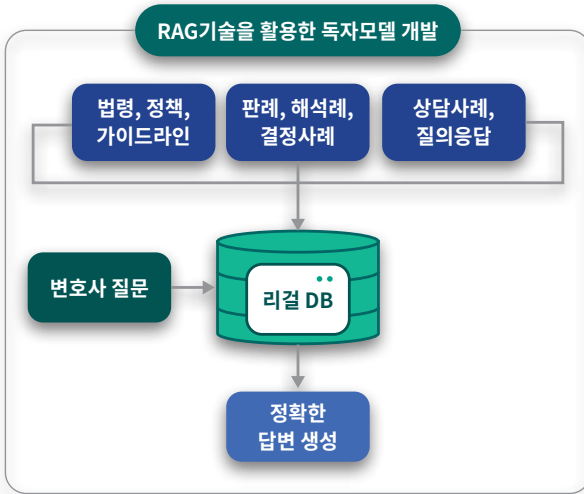 RAG기술을 활용한 독자모델 개발
법령, 정책,
가이드라인
판례, 해석례,
결정사례
상담사례,
질의응답
변호사 질문
리걸 DB
정확한
답변 생성